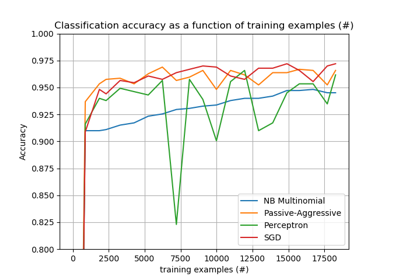 Classification accuracy as a function of training examples (#)
1.000
0.975
0.950
0.925
0.900
0.875
0.850
0.825
0.800
Accuracy
0 2500 5000 7500 10000 12500 15000 17500
training examples (#)
NB Multinomial
Passive-Aggressive
Perceptron
SGD